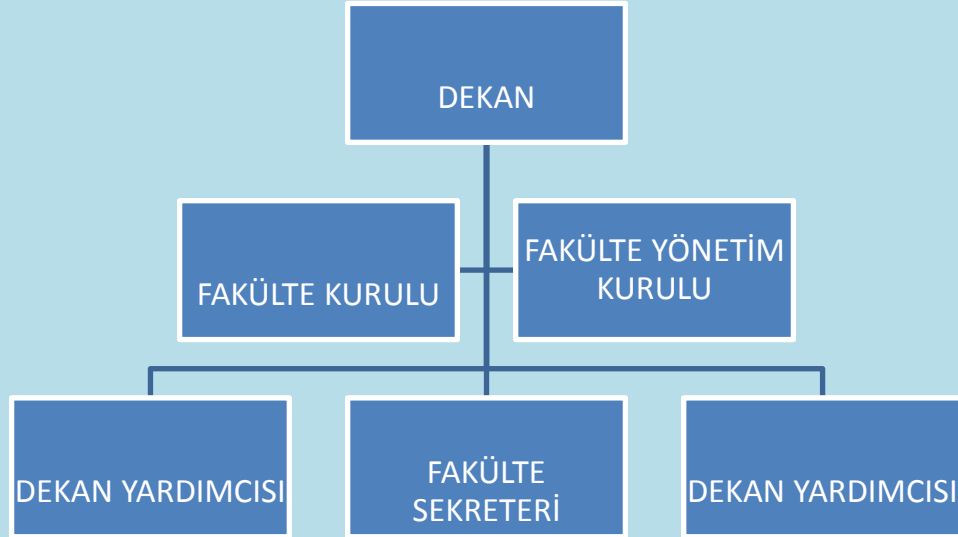 DEKAN
FAKÜLTE KURULU
FAKÜLTE YÖNETİM
KURULU
DEKAN YARDIMCISI
FAKÜLTE
SEKRETERİ
DEKAN YARDIMCISI